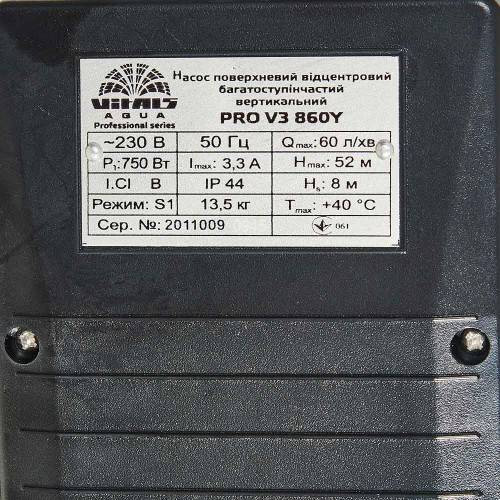 Vitals
AQUA
Professional series
Насос поверхневий відцентровий
багатоступінчастий
вертикальний
PRO V3 860Y
~230 В 50 Гц Qmax: 60 л/хв
P₁:750 Вт Imax: 3,3 А Hmax: 52 м
I.Cl B IP 44 Hs: 8 м
Режим: S1 13,5 кг Tmax: +40 °C
Сер. №: 2011009 061